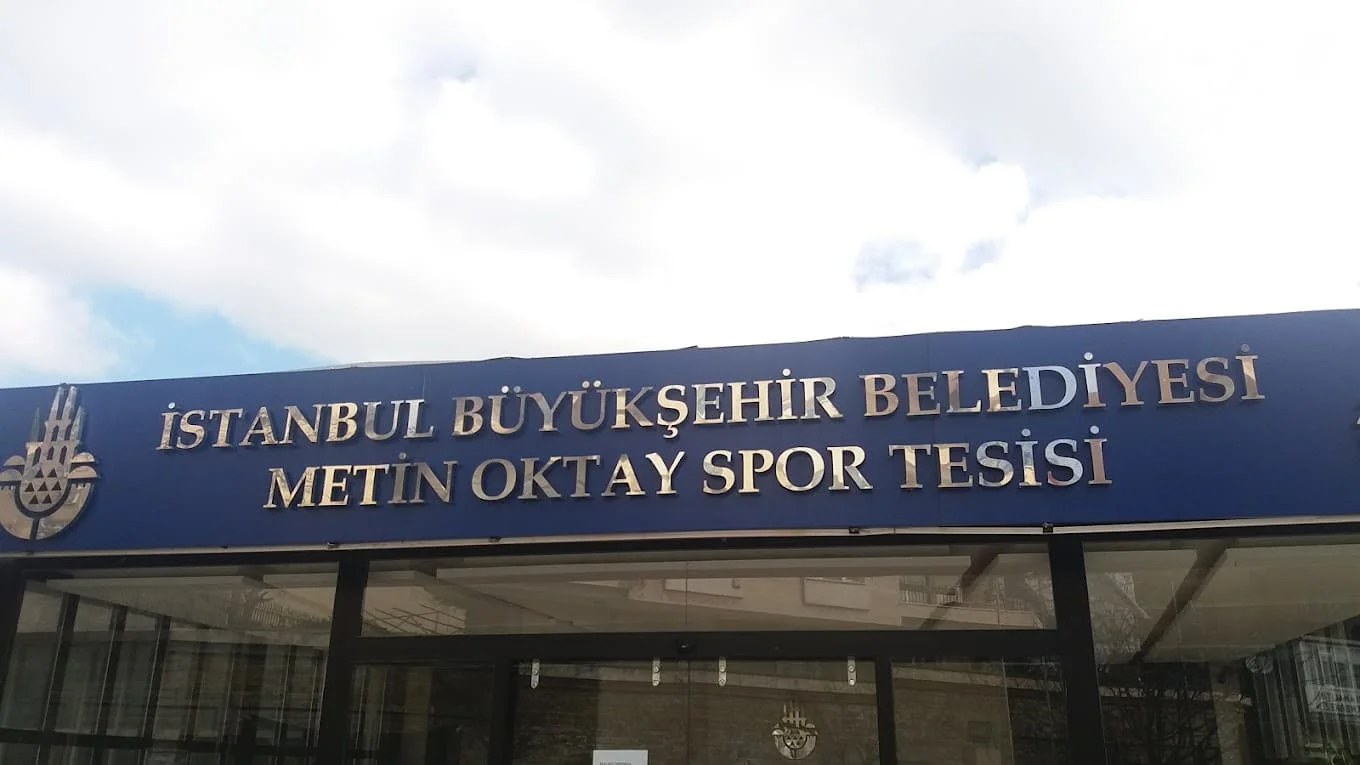 İSTANBUL BÜYÜKŞEHİR BELEDİYESİ
METİN OKTAY SPOR TESİSİ